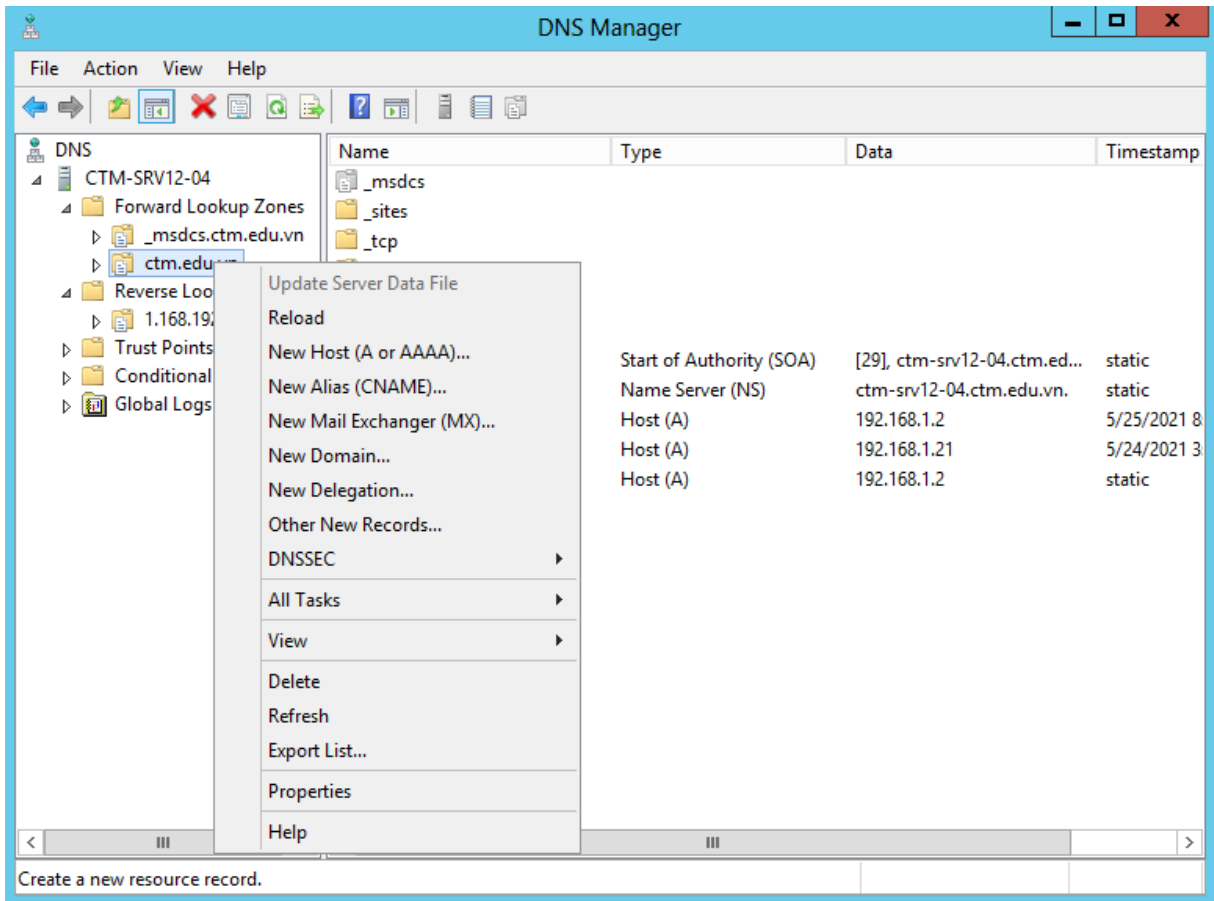 DNS Manager
File Action View Help
DNS
CTM-SRV12-04
Forward Lookup Zones
_msdcs.ctm.edu.vn
ctm.edu.vn
Reverse Loo
1.168.192
Trust Points
Conditional
Global Logs
Name Type Data Timestamp
_msdcs
_sites
_tcp
Start of Authority (SOA) [29], ctm-srv12-04.ctm.ed... static
Name Server (NS) ctm-srv12-04.ctm.edu.vn. static
Host (A) 192.168.1.2 5/25/2021 8:
Host (A) 192.168.1.21 5/24/2021 3:
Host (A) 192.168.1.2 static
Update Server Data File
Reload
New Host (A or AAAA)...
New Alias (CNAME)...
New Mail Exchanger (MX)...
New Domain...
New Delegation...
Other New Records...
DNSSEC
All Tasks
View
Delete
Refresh
Export List...
Properties
Help
Create a new resource record.